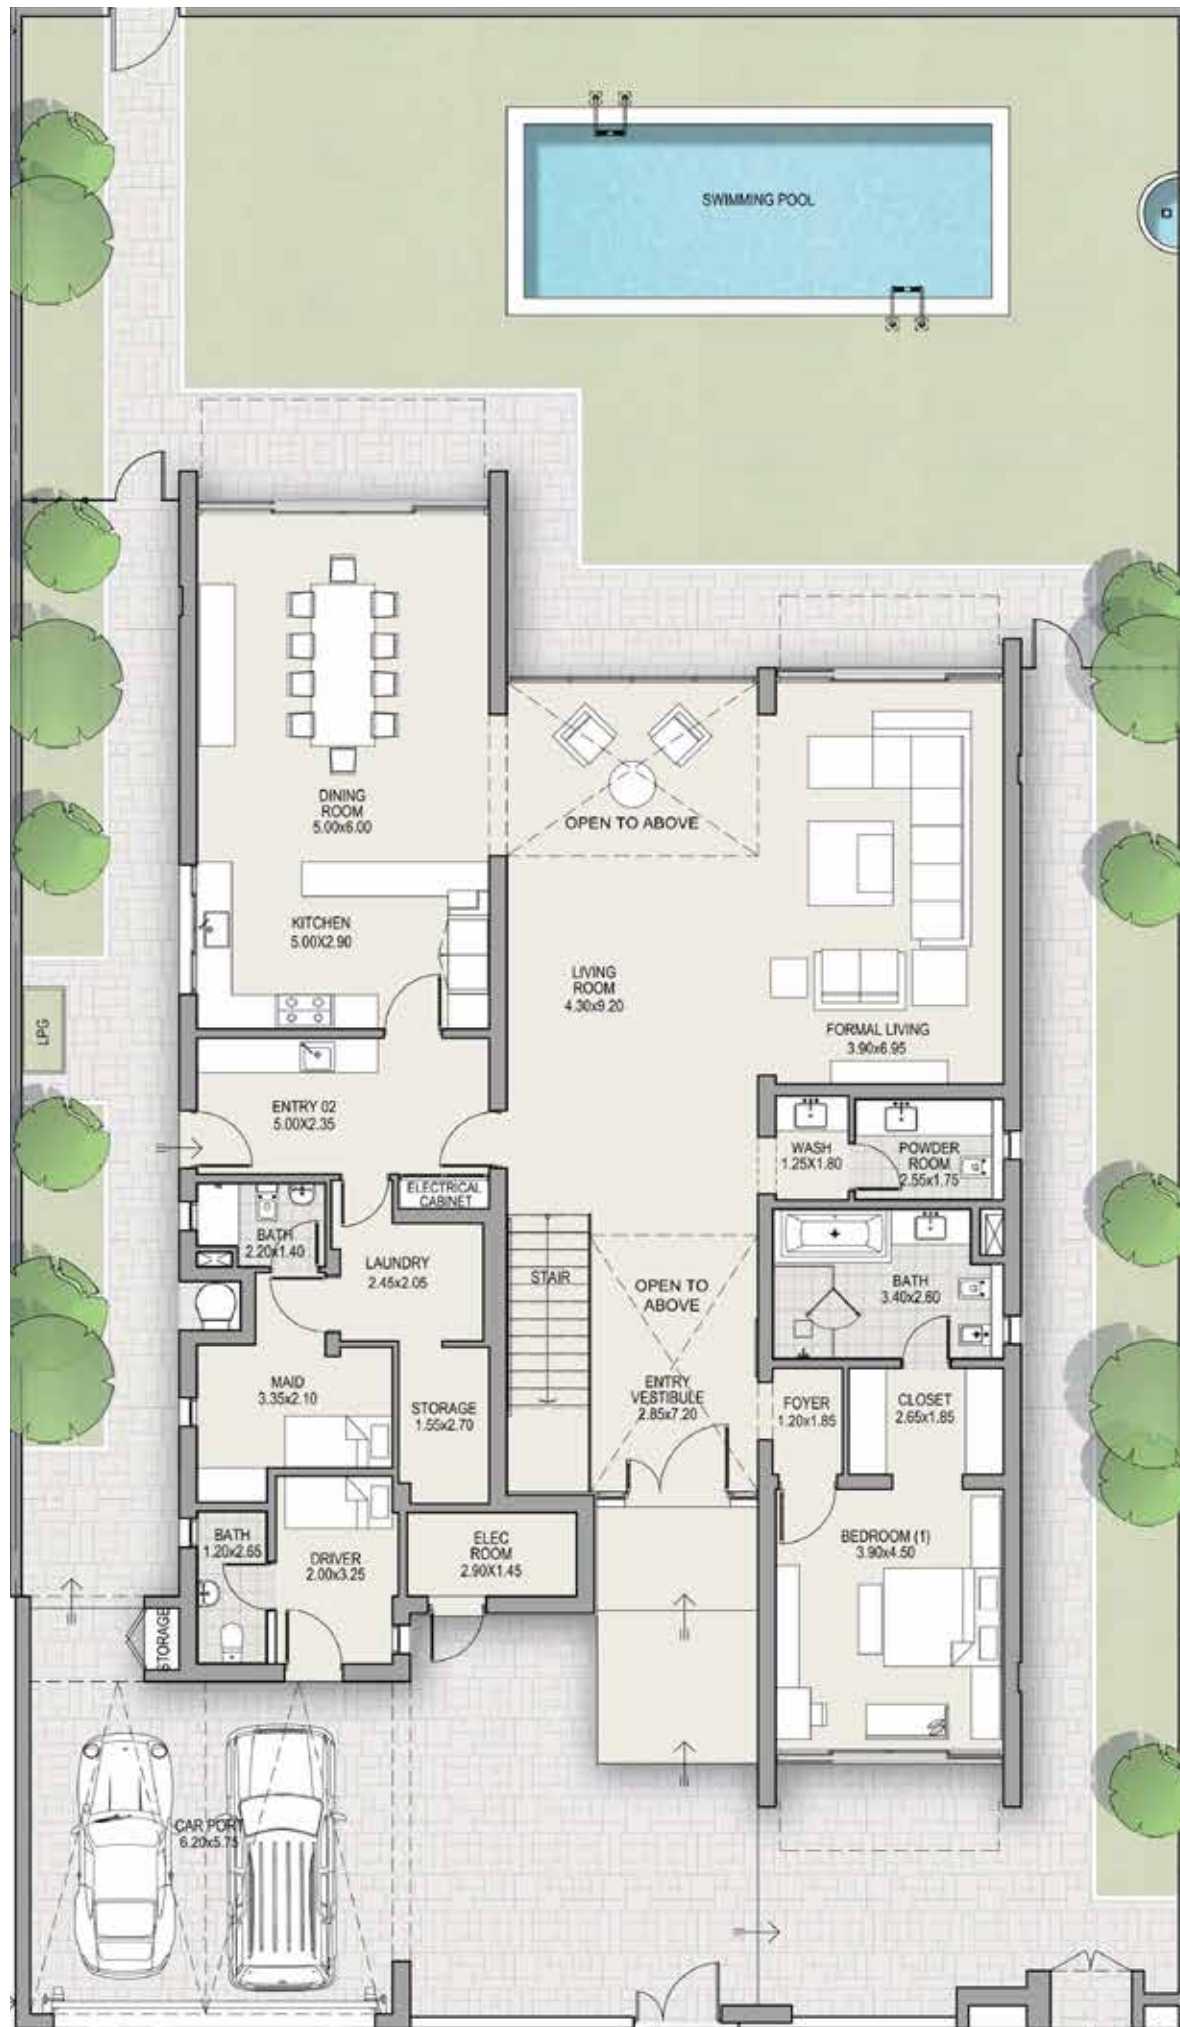 SWIMMING POOL
DINING
ROOM
5.00x6.00
OPEN TO ABOVE
KITCHEN
5.00X2.90
LIVING
ROOM
4.30x9.20
FORMAL LIVING
3.90x6.95
LPG
ENTRY 02
5.00X2.35
WASH
1.25X1.80
POWDER
ROOM
2.55x1.75
ELECTRICAL
CABINET
BATH
2.20x1.40
LAUNDRY
2.45x2.05
STAIR
OPEN TO
ABOVE
BATH
3.40x2.60
MAID
3.35x2.10
STORAGE
1.55x2.70
ENTRY
VESTIBULE
2.85x7.20
FOYER
1.20x1.85
CLOSET
2.65x1.85
BATH
1.20x2.65
DRIVER
2.00x3.25
ELEC
ROOM
2.90X1.45
BEDROOM (1)
3.90x4.50
STORAGE
CAR PORT
6.20x5.75